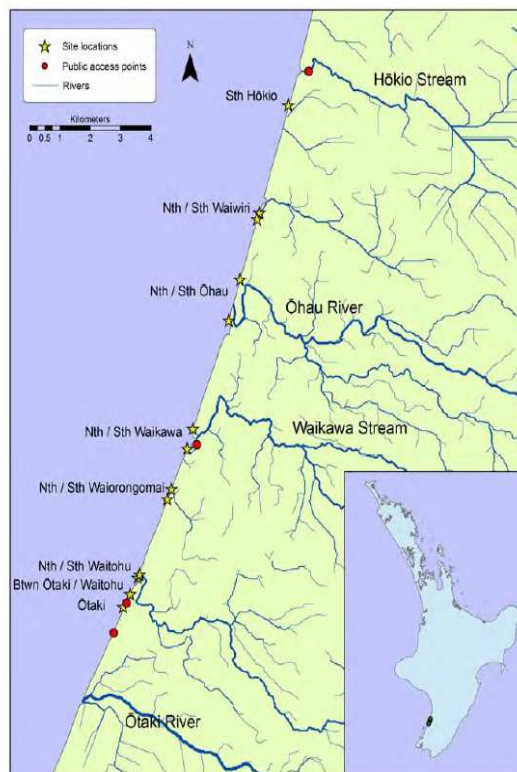 Site locations
Public access points
Rivers
N
Kilometers
0 0.5 1 2 3 4
Hōkio Stream
Sth Hōkio
Nth / Sth Waiwiri
Nth / Sth Ōhau
Ōhau River
Nth / Sth Waikawa
Waikawa Stream
Nth / Sth Waiorongomai
Nth / Sth Waitohu
Btwn Ōtaki / Waitohu
Ōtaki
Ōtaki River